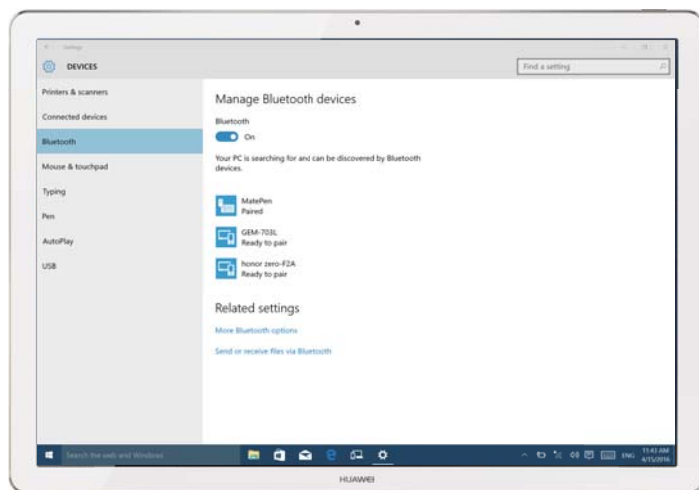 Settings
DEVICES
Find a setting
Printers & scanners
Connected devices
Bluetooth
Mouse & touchpad
Typing
Pen
AutoPlay
USB
Manage Bluetooth devices
Bluetooth
On
Your PC is searching for and can be discovered by Bluetooth
devices.
MatePen
Paired
GEM-703L
Ready to pair
honor zero-F2A
Ready to pair
Related settings
More Bluetooth options
Send or receive files via Bluetooth
Search the web and Windows
ENG
11:43 AM
4/15/2016
HUAWEI